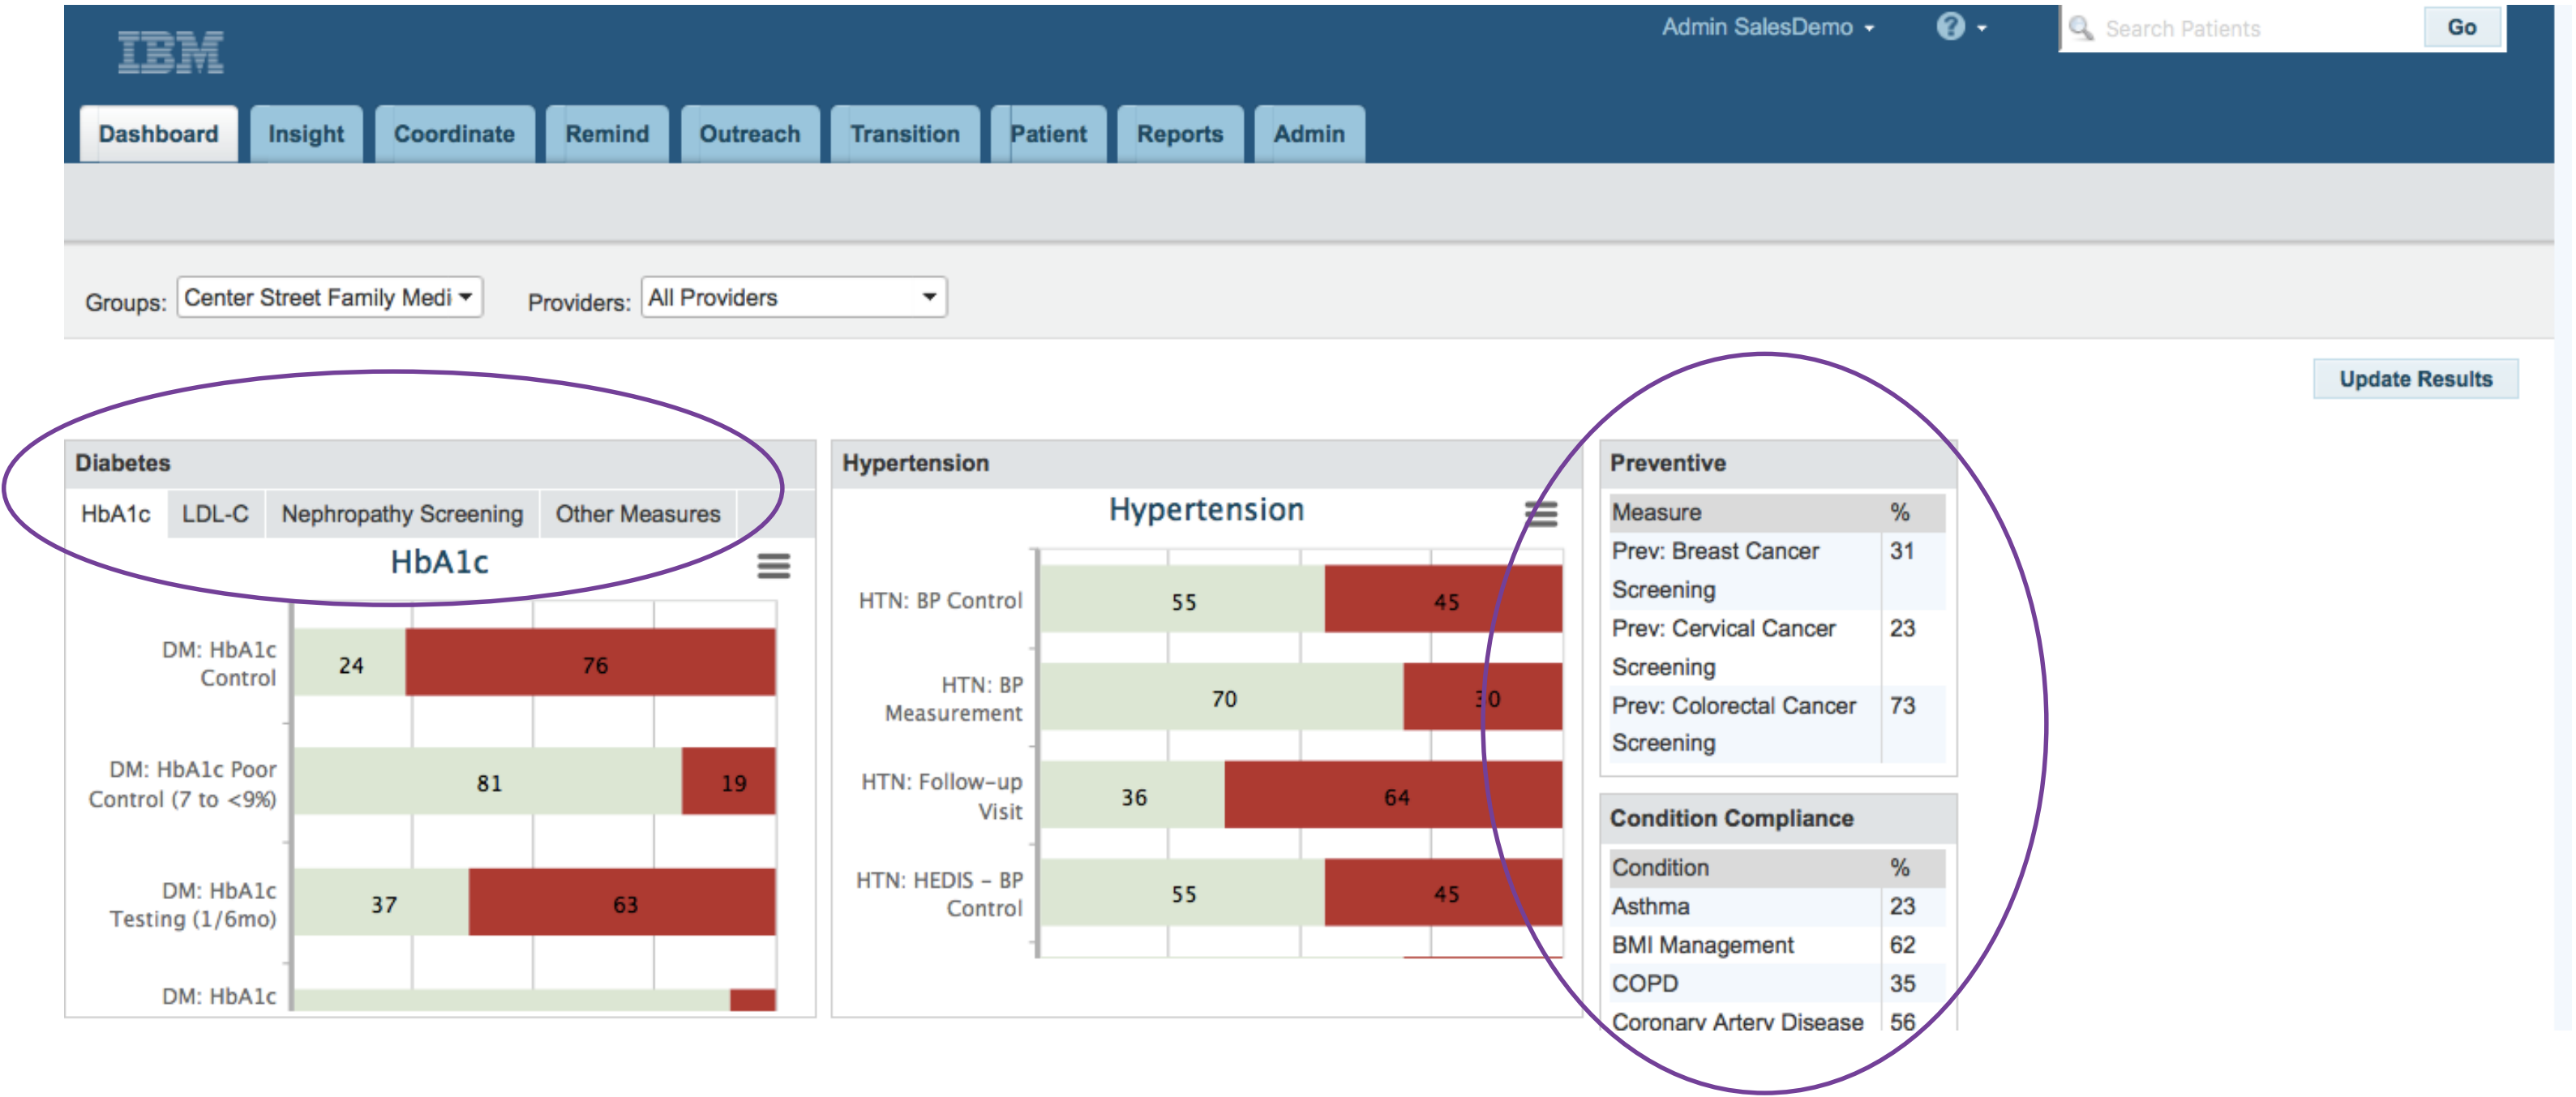 IBM
Admin SalesDemo
?
Search Patients
Go
Dashboard
Insight
Coordinate
Remind
Outreach
Transition
Patient
Reports
Admin
Groups:
Center Street Family Medi
Providers:
All Providers
Update Results
Diabetes
HbA1c
LDL-C
Nephropathy Screening
Other Measures
HbA1c
DM: HbA1c
Control
24
76
DM: HbA1c Poor
Control (7 to <9%)
81
19
DM: HbA1c
Testing (1/6mo)
37
63
DM: HbA1c
Hypertension
Hypertension
HTN: BP Control
55
45
HTN: BP
Measurement
70
30
HTN: Follow-up
Visit
36
64
HTN: HEDIS - BP
Control
55
45
Preventive
Measure %
Prev: Breast Cancer 31
Screening
Prev: Cervical Cancer 23
Screening
Prev: Colorectal Cancer 73
Screening
Condition Compliance
Condition %
Asthma 23
BMI Management 62
COPD 35
Coronary Artery Disease 56